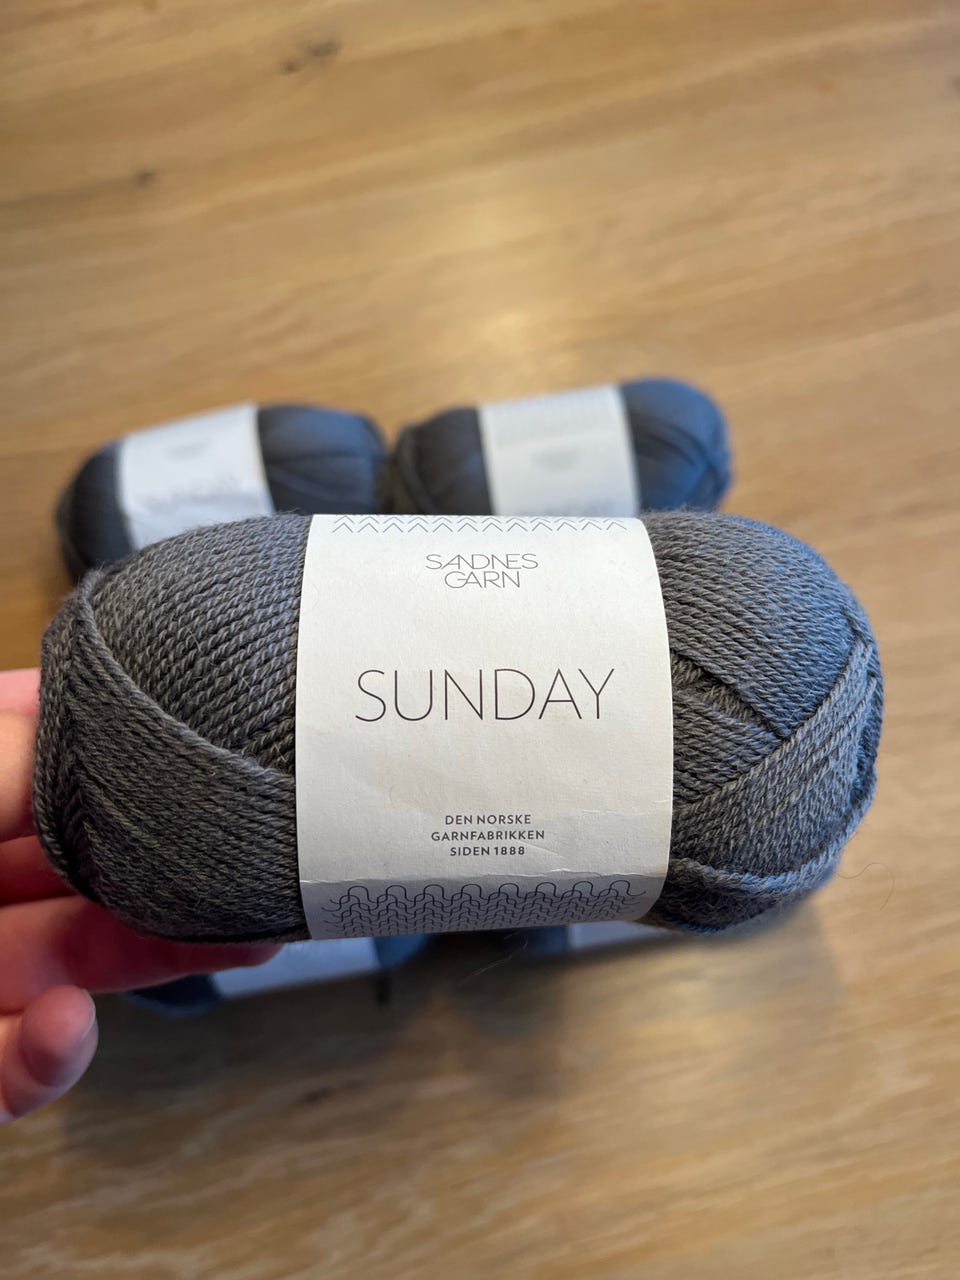 SANDNES
GARN
SUNDAY
DEN NORSKE
GARNFABRIKKEN
SIDEN 1888